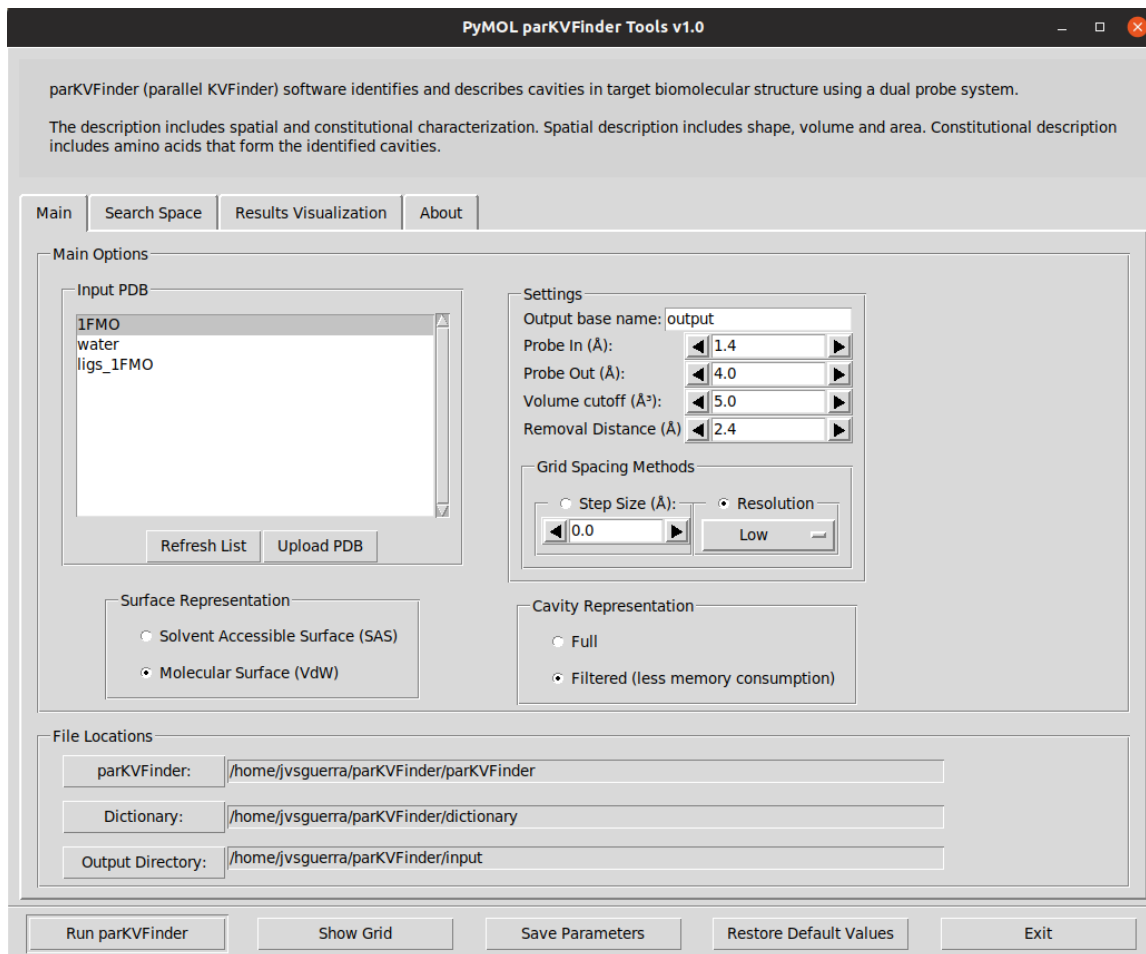 PyMOL parKVFinder Tools v1.0
parKVFinder (parallel KVFinder) software identifies and describes cavities in target biomolecular structure using a dual probe system.
The description includes spatial and constitutional characterization. Spatial description includes shape, volume and area. Constitutional description
includes amino acids that form the identified cavities.
Main
Search Space
Results Visualization
About
Main Options
Input PDB
1FMO
water
ligs_1FMO
Refresh List
Upload PDB
Settings
Output base name: output
Probe In (Å): 1.4
Probe Out (Å): 4.0
Volume cutoff (Å³): 5.0
Removal Distance (Å) 2.4
Grid Spacing Methods
Step Size (Å):
0.0
Resolution
Low
Surface Representation
Solvent Accessible Surface (SAS)
Molecular Surface (VdW)
Cavity Representation
Full
Filtered (less memory consumption)
File Locations
parKVFinder: /home/jvsguerra/parKVFinder/parKVFinder
Dictionary: /home/jvsguerra/parKVFinder/dictionary
Output Directory: /home/jvsguerra/parKVFinder/input
Run parKVFinder
Show Grid
Save Parameters
Restore Default Values
Exit